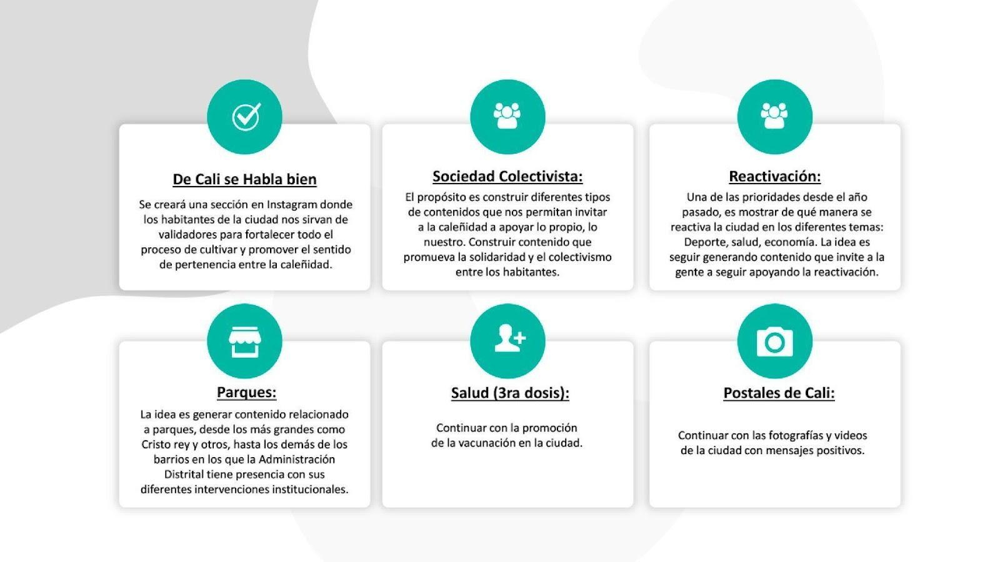 De Cali se Habla bien
Se creará una sección en Instagram donde
los habitantes de la ciudad nos sirvan de
validadores para fortalecer todo el
proceso de cultivar y promover el sentido
de pertenencia entre la caleñidad.
Sociedad Colectivista:
El propósito es construir diferentes tipos
de contenidos que nos permitan invitar
a la caleñidad a apoyar lo propio, lo
nuestro. Construir contenido que
promueva la solidaridad y el colectivismo
entre los habitantes.
Reactivación:
Una de las prioridades desde el año
pasado, es mostrar de qué manera se
reactiva la ciudad en los diferentes temas:
Deporte, salud, economía. La idea es
seguir generando contenido que invite a la
gente a seguir apoyando la reactivación.
Parques:
La idea es generar contenido relacionado
a parques, desde los más grandes como
Cristo rey y otros, hasta los demás de los
barrios en los que la Administración
Distrital tiene presencia con sus
diferentes intervenciones institucionales.
Salud (3ra dosis):
Continuar con la promoción
de la vacunación en la ciudad.
Postales de Cali:
Continuar con las fotografías y videos
de la ciudad con mensajes positivos.